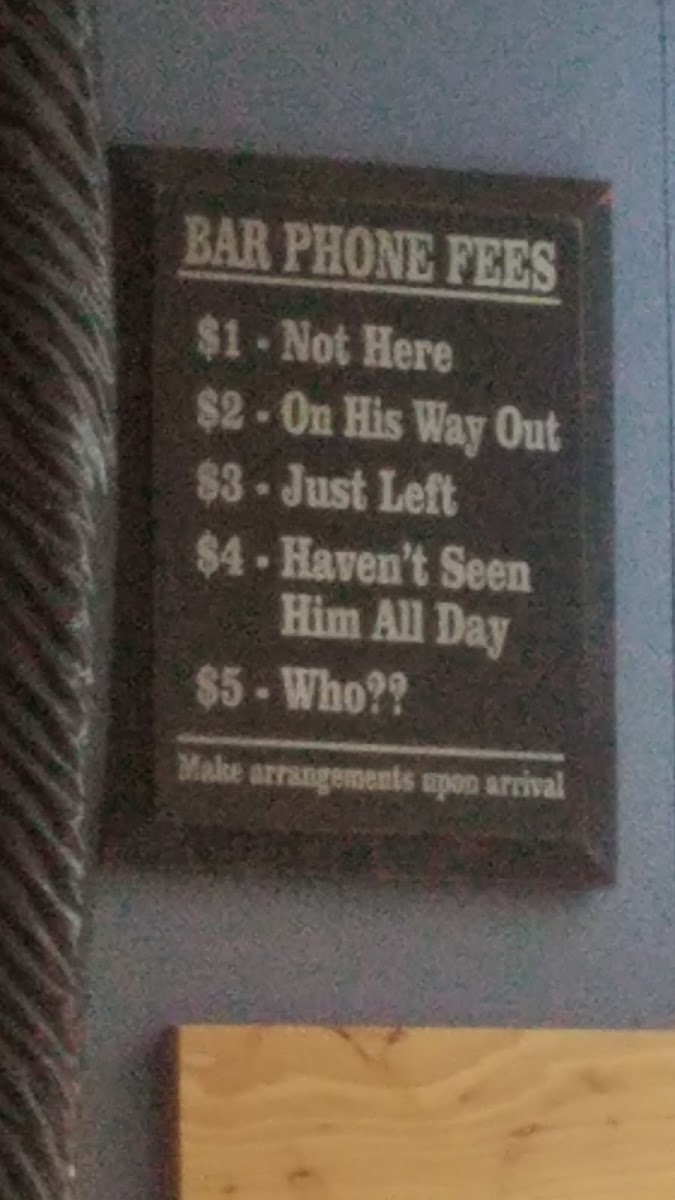 BAR PHONE FEES
$1 - Not Here
$2 - On His Way Out
$3 - Just Left
$4 - Haven't Seen
Him All Day
$5 - Who??
Make arrangements upon arrival